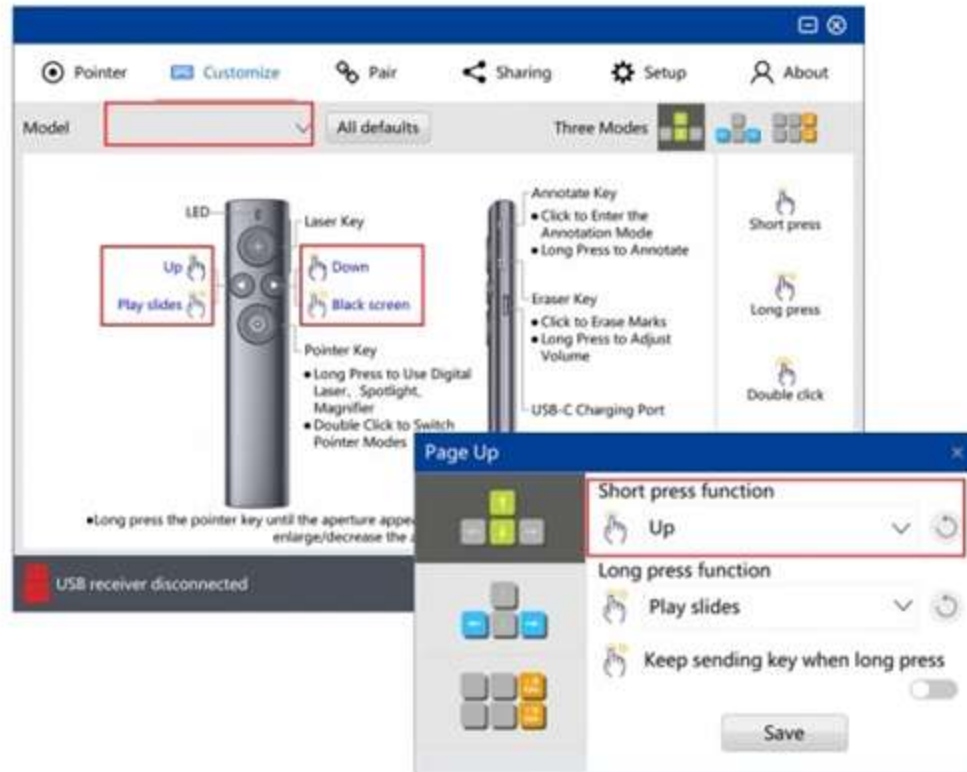 Pointer
Customize
Pair
Sharing
Setup
About
Model
All defaults
Three Modes
LED
Laser Key
Up
Down
Play slides
Black screen
Pointer Key
●Long Press to Use Digital
Laser、Spotlight、
Magnifier
●Double Click to Switch
Pointer Modes
Annotate Key
●Click to Enter the
Annotation Mode
●Long Press to Annotate
Eraser Key
●Click to Erase Marks
●Long Press to Adjust
Volume
USB-C Charging Port
Short press
Long press
Double click
●Long press the pointer key until the aperture
enlarge/decrease the
USB receiver disconnected
Page Up
Short press function
Up
Long press function
Play slides
Keep sending key when long press
Save